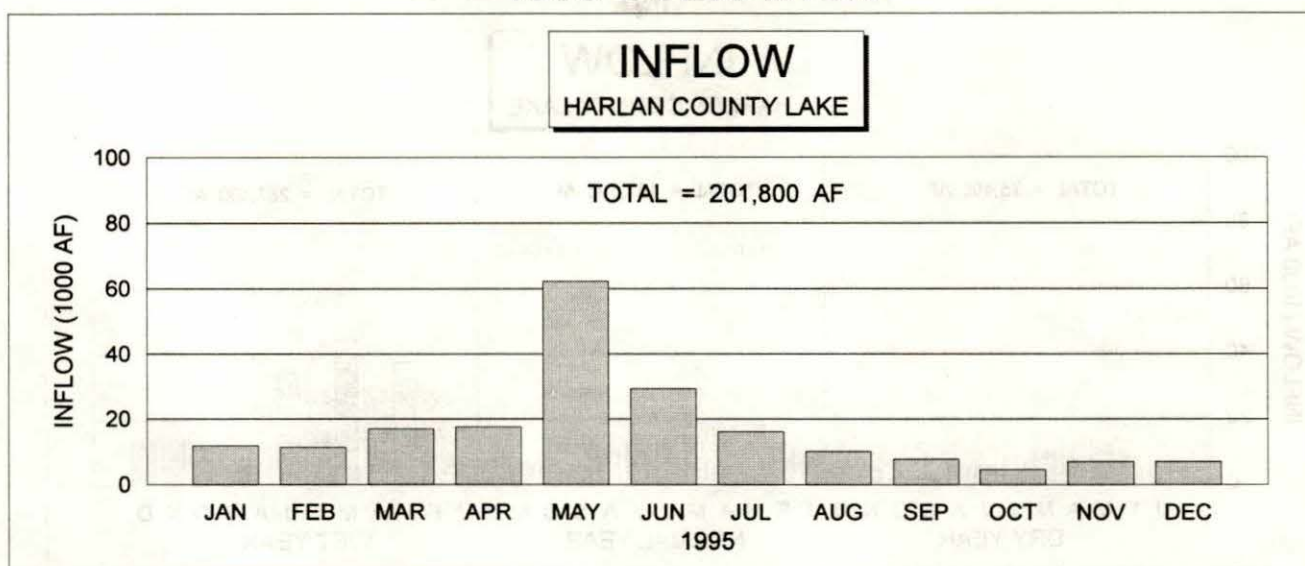 INFLOW
HARLAN COUNTY LAKE
TOTAL = 201,800 AF
INFLOW (1000 AF)
100
80
60
40
20
0
JAN FEB MAR APR MAY JUN JUL AUG SEP OCT NOV DEC
1995